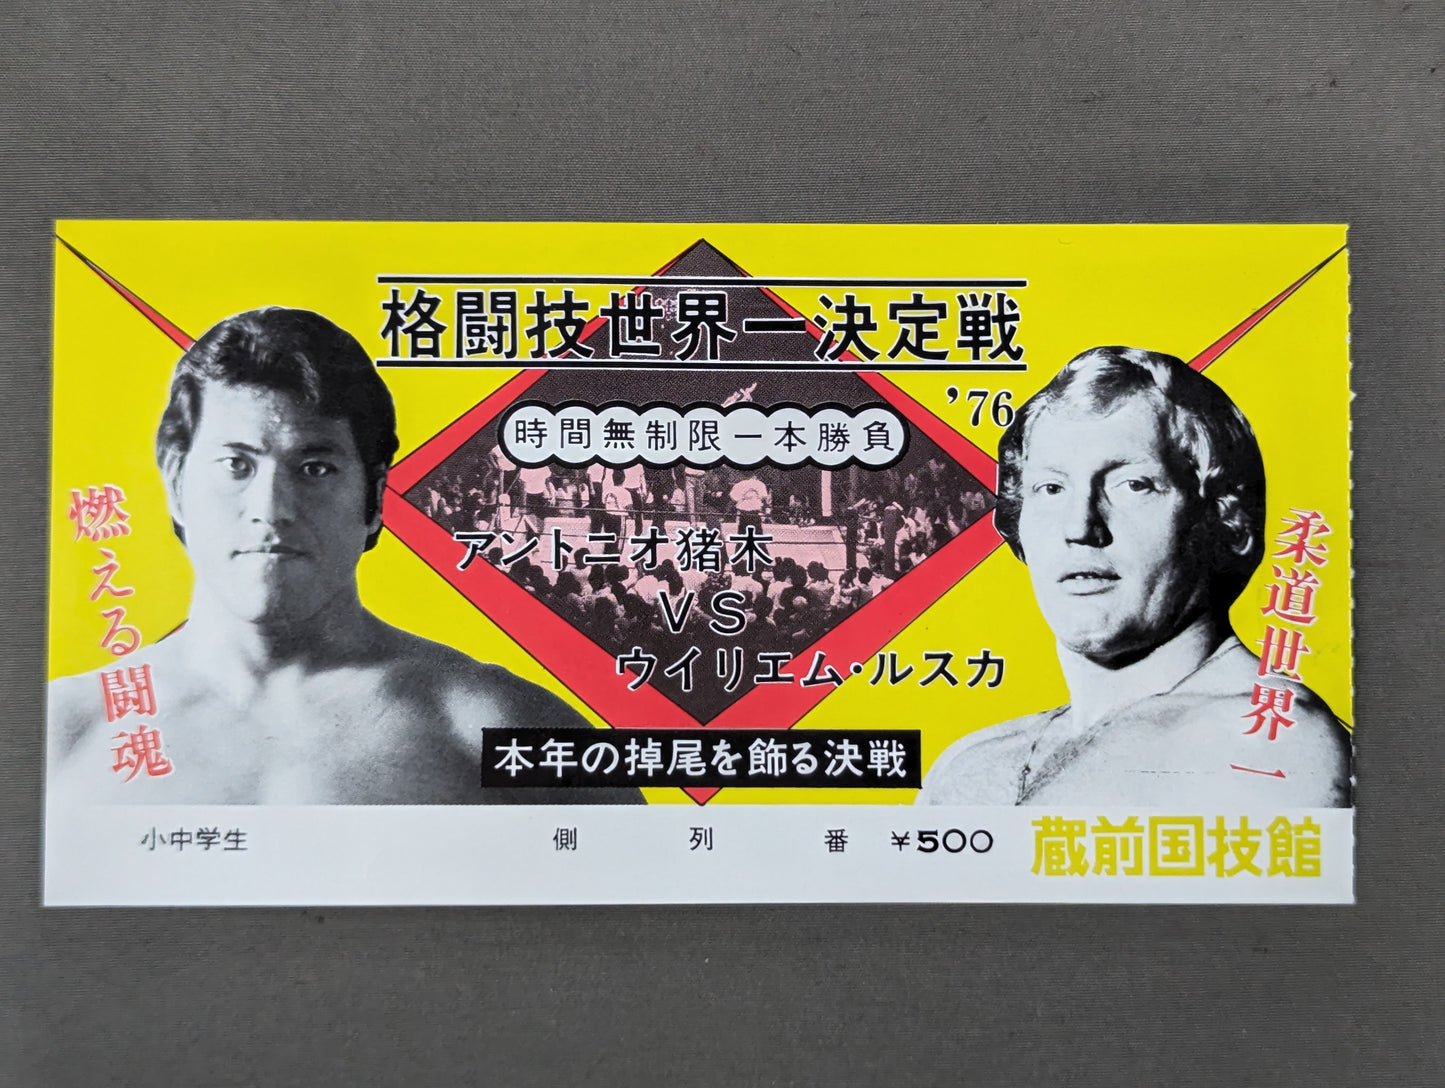 格闘技世界一決定戦
'76
時間無制限一本勝負
アントニオ猪木
VS
ウイリエム・ルスカ
燃える闘魂
柔道世界一
本年の掉尾を飾る決戦
小中学生 側 列 番 ¥500 蔵前国技館